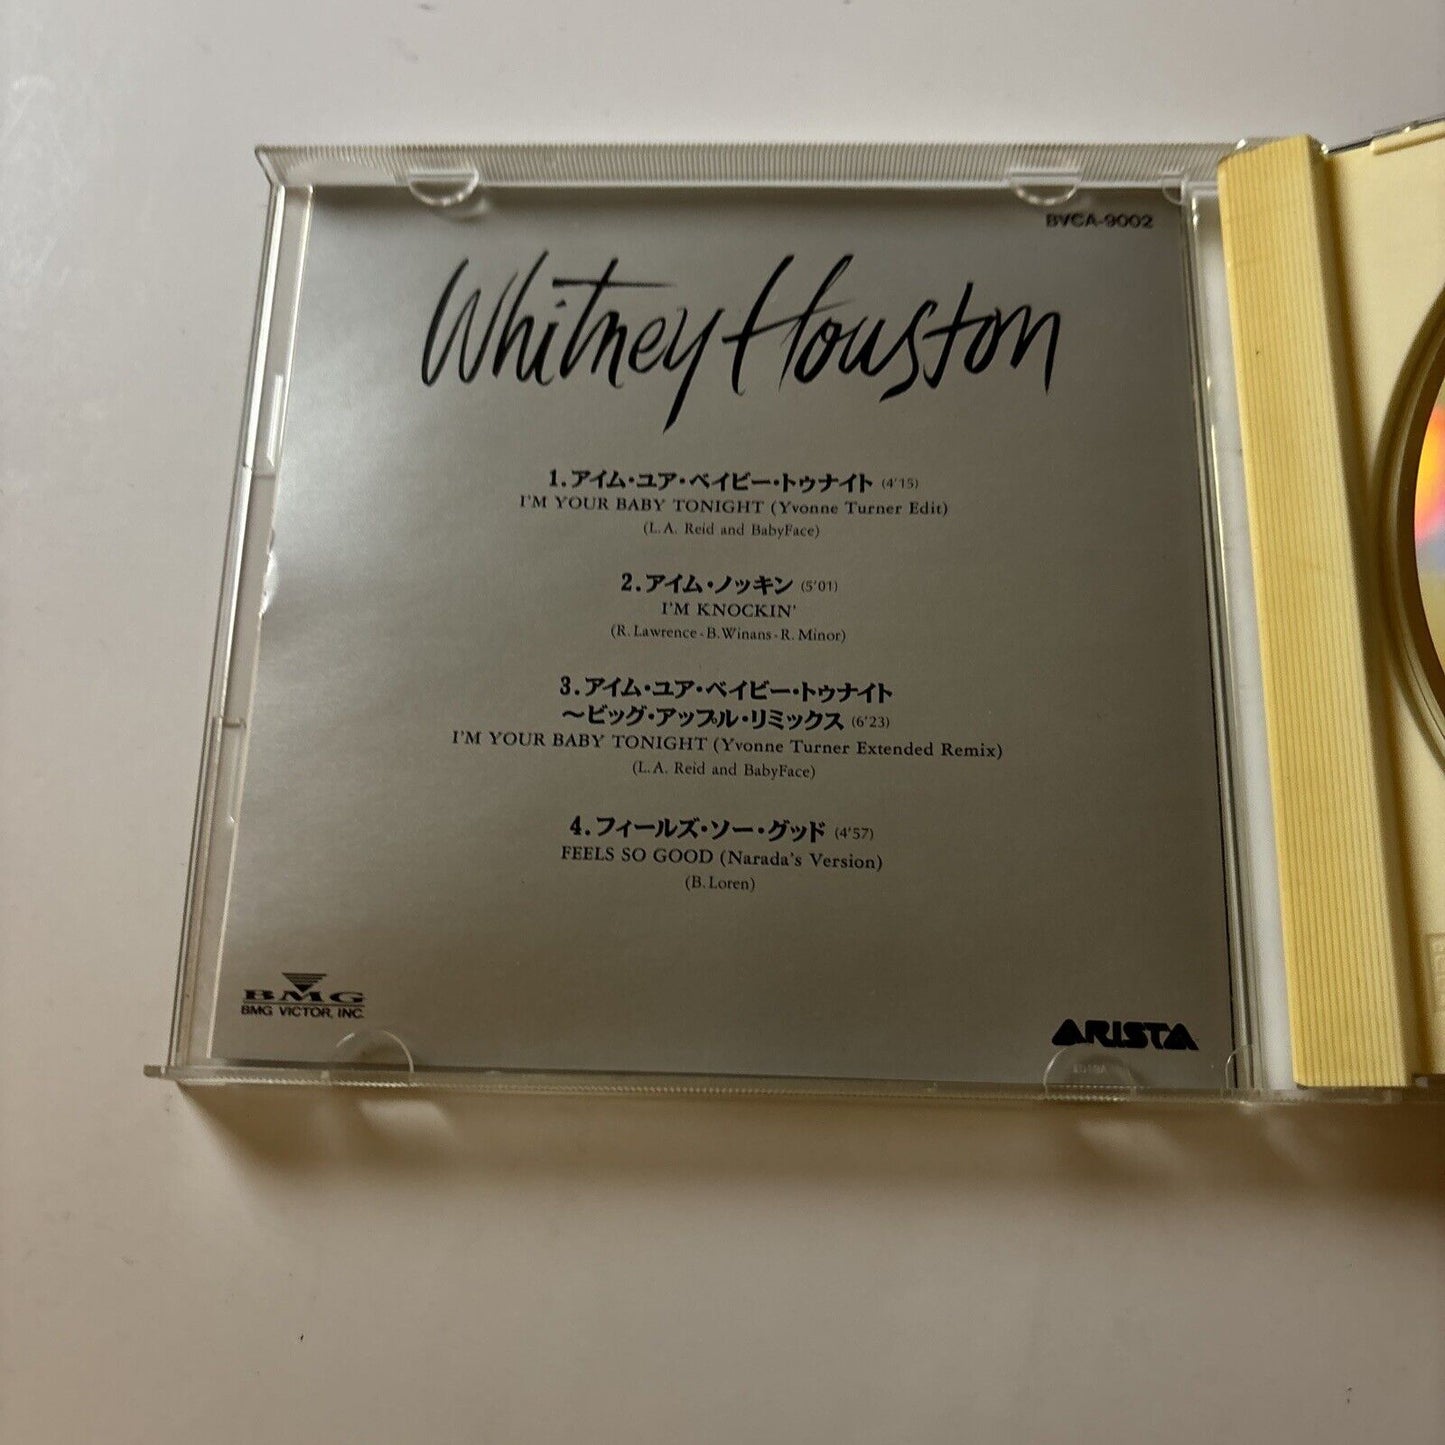 BVCA-9002
Whitney Houston
1.アイム・ユア・ベイビー・トゥナイト (4'15)
I'M YOUR BABY TONIGHT (Yvonne Turner Edit)
(L.A. Reid and BabyFace)
2.アイム・ノッキン (5'01)
I'M KNOCKIN'
(R. Lawrence - B. Winans - R. Minor)
3.アイム・ユア・ベイビー・トゥナイト
～ビッグ・アップル・リミックス (6'23)
I'M YOUR BABY TONIGHT (Yvonne Turner Extended Remix)
(L.A. Reid and BabyFace)
4.フィールズ・ソー・グッド (4'57)
FEELS SO GOOD (Narada's Version)
(B. Loren)
BMG
BMG VICTOR, INC.
ARISTA